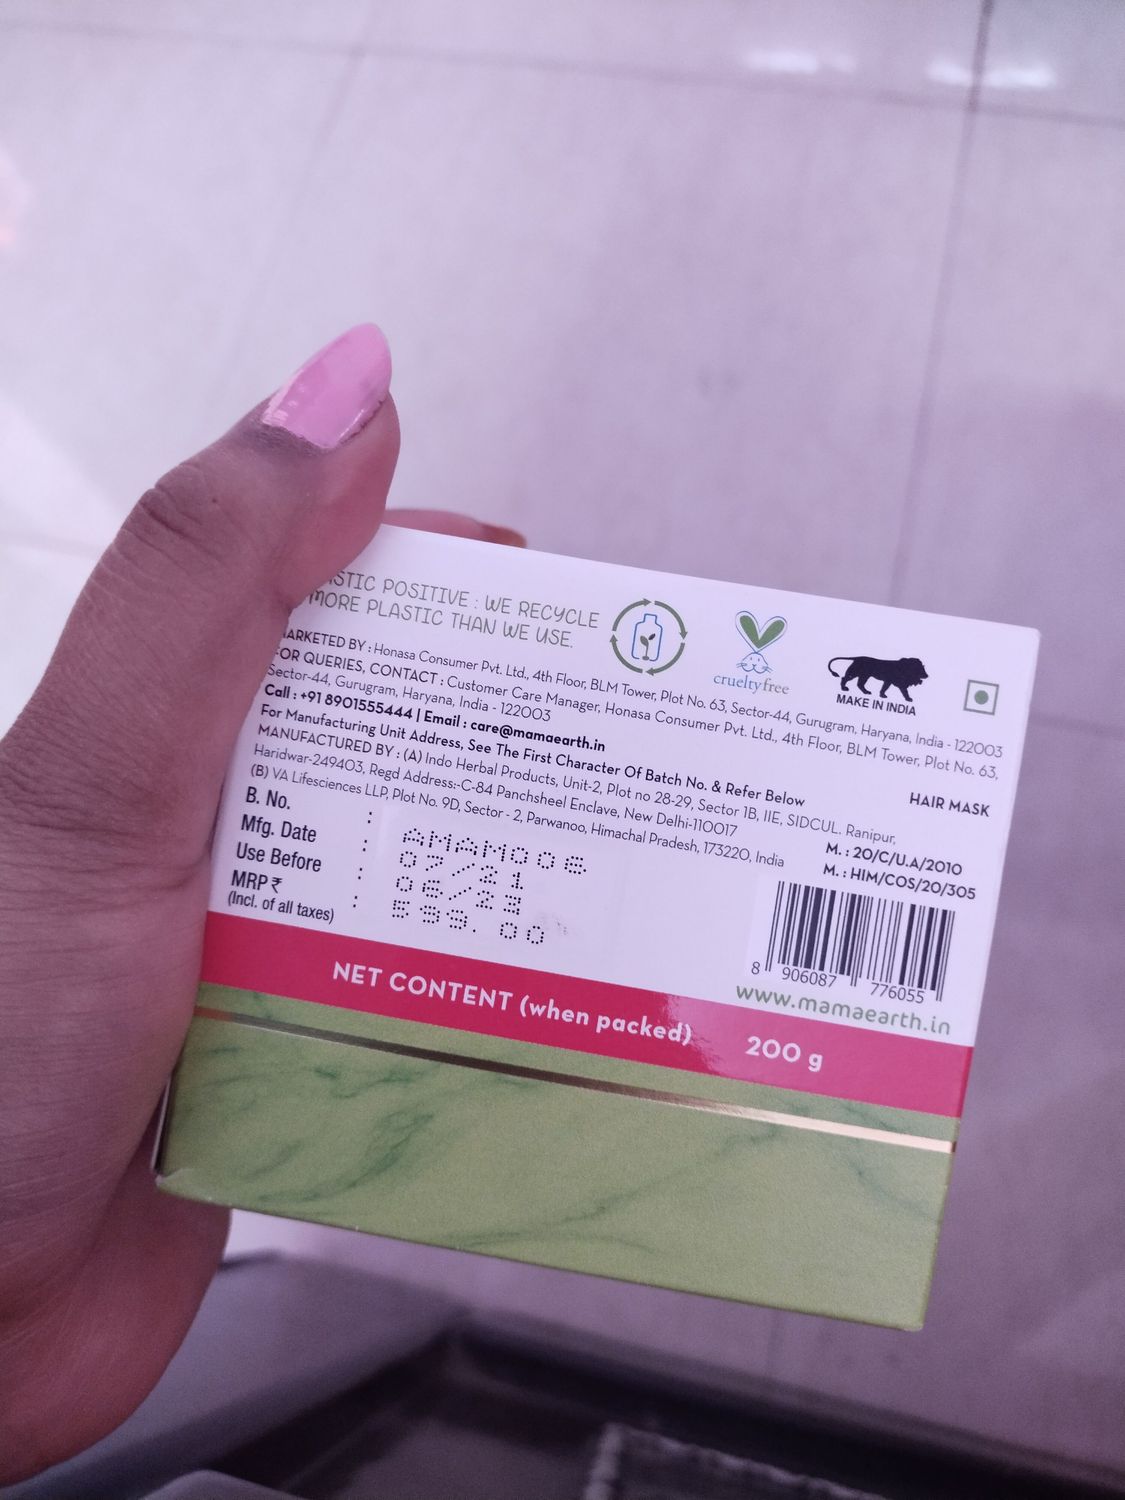 POSITIVE : WE RECYCLE
MORE PLASTIC THAN WE USE.
crueltyfree
MAKE IN INDIA
MARKETED BY : Honasa Consumer Pvt. Ltd., 4th Floor, BLM Tower, Plot No. 63, Sector-44, Gurugram, Haryana, India - 122003
FOR QUERIES, CONTACT : Customer Care Manager, Honasa Consumer Pvt. Ltd., 4th Floor, BLM Tower, Plot No. 63,
Sector-44, Gurugram, Haryana, India - 122003
Call : +91 8901555444 | Email : care@mamaearth.in
For Manufacturing Unit Address, See The First Character Of Batch No. & Refer Below
HAIR MASK
MANUFACTURED BY : (A) Indo Herbal Products, Unit-2, Plot no 28-29, Sector 1B, IIE, SIDCUL, Ranipur,
Haridwar-249403, Regd Address:-C-84 Panchsheel Enclave, New Delhi-110017
M. : 20/C/U.A/2010
(B) VA Lifesciences LLP, Plot No. 9D, Sector - 2, Parwanoo, Himachal Pradesh, 173220, India
M. : HIM/COS/20/305
B. No. : AMAM006
Mfg. Date : 07/21
Use Before : 06/23
MRP ₹ : 599.00
(Incl. of all taxes)
8 906087 776055
www.mamaearth.in
NET CONTENT (when packed) 200 g